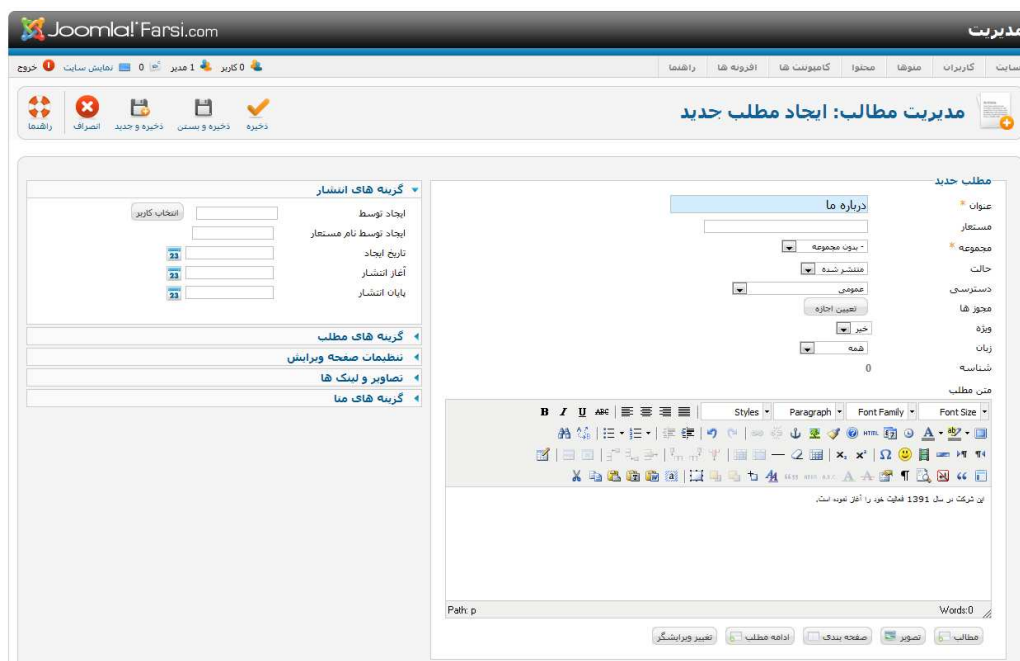 Joomla! Farsi.com
مدیریت
سایت کاربران منوها محتوا کامپوننت ها افزونه ها راهنما
0 کاربر 1 مدیر 0 نمایش سایت خروج
مدیریت مطالب: ایجاد مطلب جدید
ذخیره ذخیره و بستن ذخیره و جدید انصراف راهنما
مطلب جدید
عنوان * درباره ما
مستعار
مجموعه * - بدون مجموعه
حالت منتشر شده
دسترسی عمومی
مجوز ها تعیین اجازه
ویژه خیر
زبان همه
شناسه 0
متن مطلب
B I U ABC Styles Paragraph Font Family Font Size
HTML
این شرکت در سال 1391 فعالیت خود را آغاز نموده است.
Path: p Words:0
مطالب تصویر صفحه بندی ادامه مطلب تغییر ویرایشگر
گزینه های انتشار
ایجاد توسط انتخاب کاربر
ایجاد توسط نام مستعار
تاریخ ایجاد 23
آغاز انتشار 23
پایان انتشار 23
گزینه های مطلب
تنظیمات صفحه ویرایش
تصاویر و لینک ها
گزینه های متا